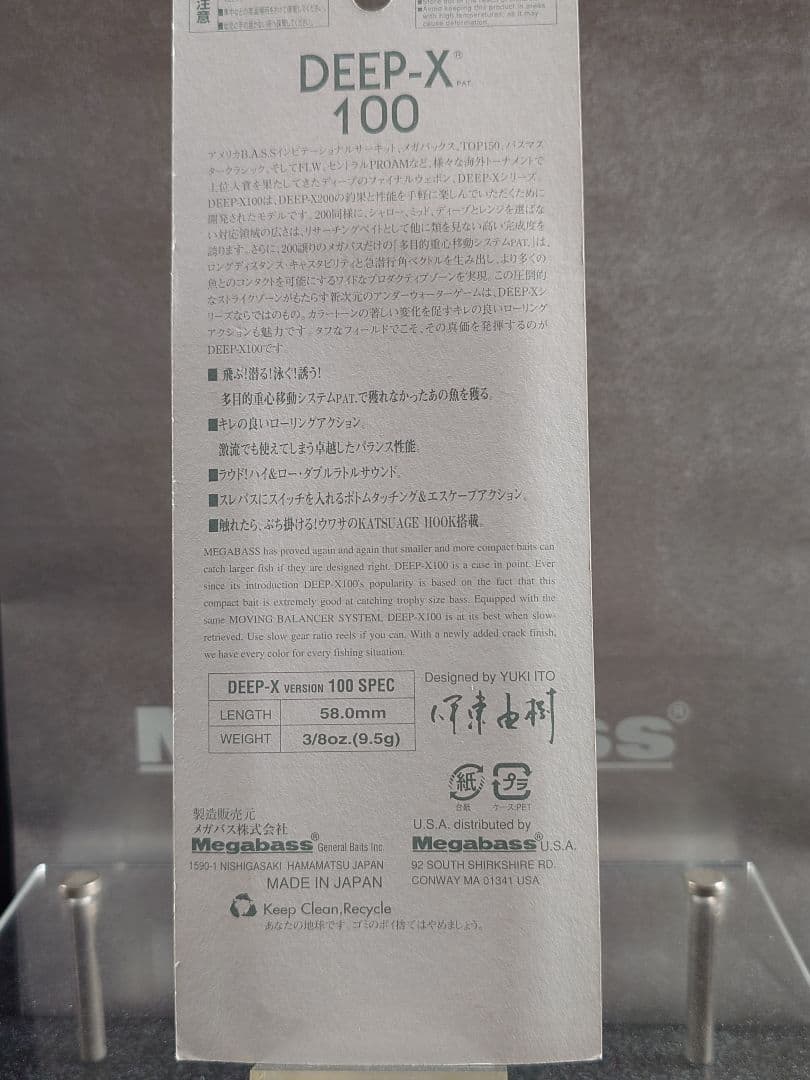 注意
■Avoid keeping this product in areas
with high temperatures, as it may
cause deformation.
DEEP-X® PAT.
100
アメリカB.A.S.Sインビテーショナルサーキット、メガバックス、TOP150、バスマス
タークラシック、そしてFLW、セントラルPROAMなど、様々な海外トーナメントで
上位入賞を果たしてきたディープのファイナルウェポン、DEEP-Xシリーズ。
DEEP-X100は、DEEP-X200の釣果と性能を手軽に楽しんでいただくために
開発されたモデルです。200同様に、シャロー、ミッド、ディープとレンジを選ばな
い対応領域の広さは、リサーチングベイトとして他に類を見ない高い完成度を
誇ります。さらに、200譲りのメガバスだけの「多目的重心移動システムPAT.」は、
ロングディスタンス・キャスタビリティと急潜行角ベクトルを生み出し、より多くの
魚とのコンタクトを可能にするワイドなプロダクティブゾーンを実現。この圧倒的
なストライクゾーンがもたらす新次元のアンダーウォーターゲームは、DEEP-Xシ
リーズならではのもの。カラートーンの著しい変化を促すキレの良いローリング
アクションも魅力です。タフなフィールドでこそ、その真価を発揮するのが
DEEP-X100です。
■ 飛ぶ!潜る!泳ぐ!誘う!
多目的重心移動システムPAT.で獲れなかったあの魚を獲る。
■キレの良いローリングアクション。
激流でも使えてしまう卓越したバランス性能。
■ラウド!ハイ&ロー・ダブルラトルサウンド。
■スレバスにスイッチを入れるボトムタッチング&エスケープアクション。
■触れたら、ぶち掛ける!ウワサのKATSUAGE HOOK搭載。
MEGABASS has proved again and again that smaller and more compact baits can
catch larger fish if they are designed right. DEEP-X100 is a case in point. Ever
since its introduction DEEP-X100's popularity is based on the fact that this
compact bait is extremely good at catching trophy size bass. Equipped with the
same MOVING BALANCER SYSTEM, DEEP-X100 is at its best when slow-
retrieved. Use slow gear ratio reels if you can. With a newly added crack finish,
we have every color for every fishing situation.
DEEP-X VERSION 100 SPEC
LENGTH 58.0mm
WEIGHT 3/8oz.(9.5g)
Designed by YUKI ITO
伊東由樹
紙 プラ
台紙 ケース:PET
製造販売元
メガバス株式会社
Megabass® General Baits Inc.
1590-1 NISHIGASAKI HAMAMATSU JAPAN
MADE IN JAPAN
U.S.A. distributed by
Megabass® U.S.A.
92 SOUTH SHIRKSHIRE RD.
CONWAY MA 01341 USA
Keep Clean,Recycle
あなたの地球です。ゴミのポイ捨てはやめましょう。